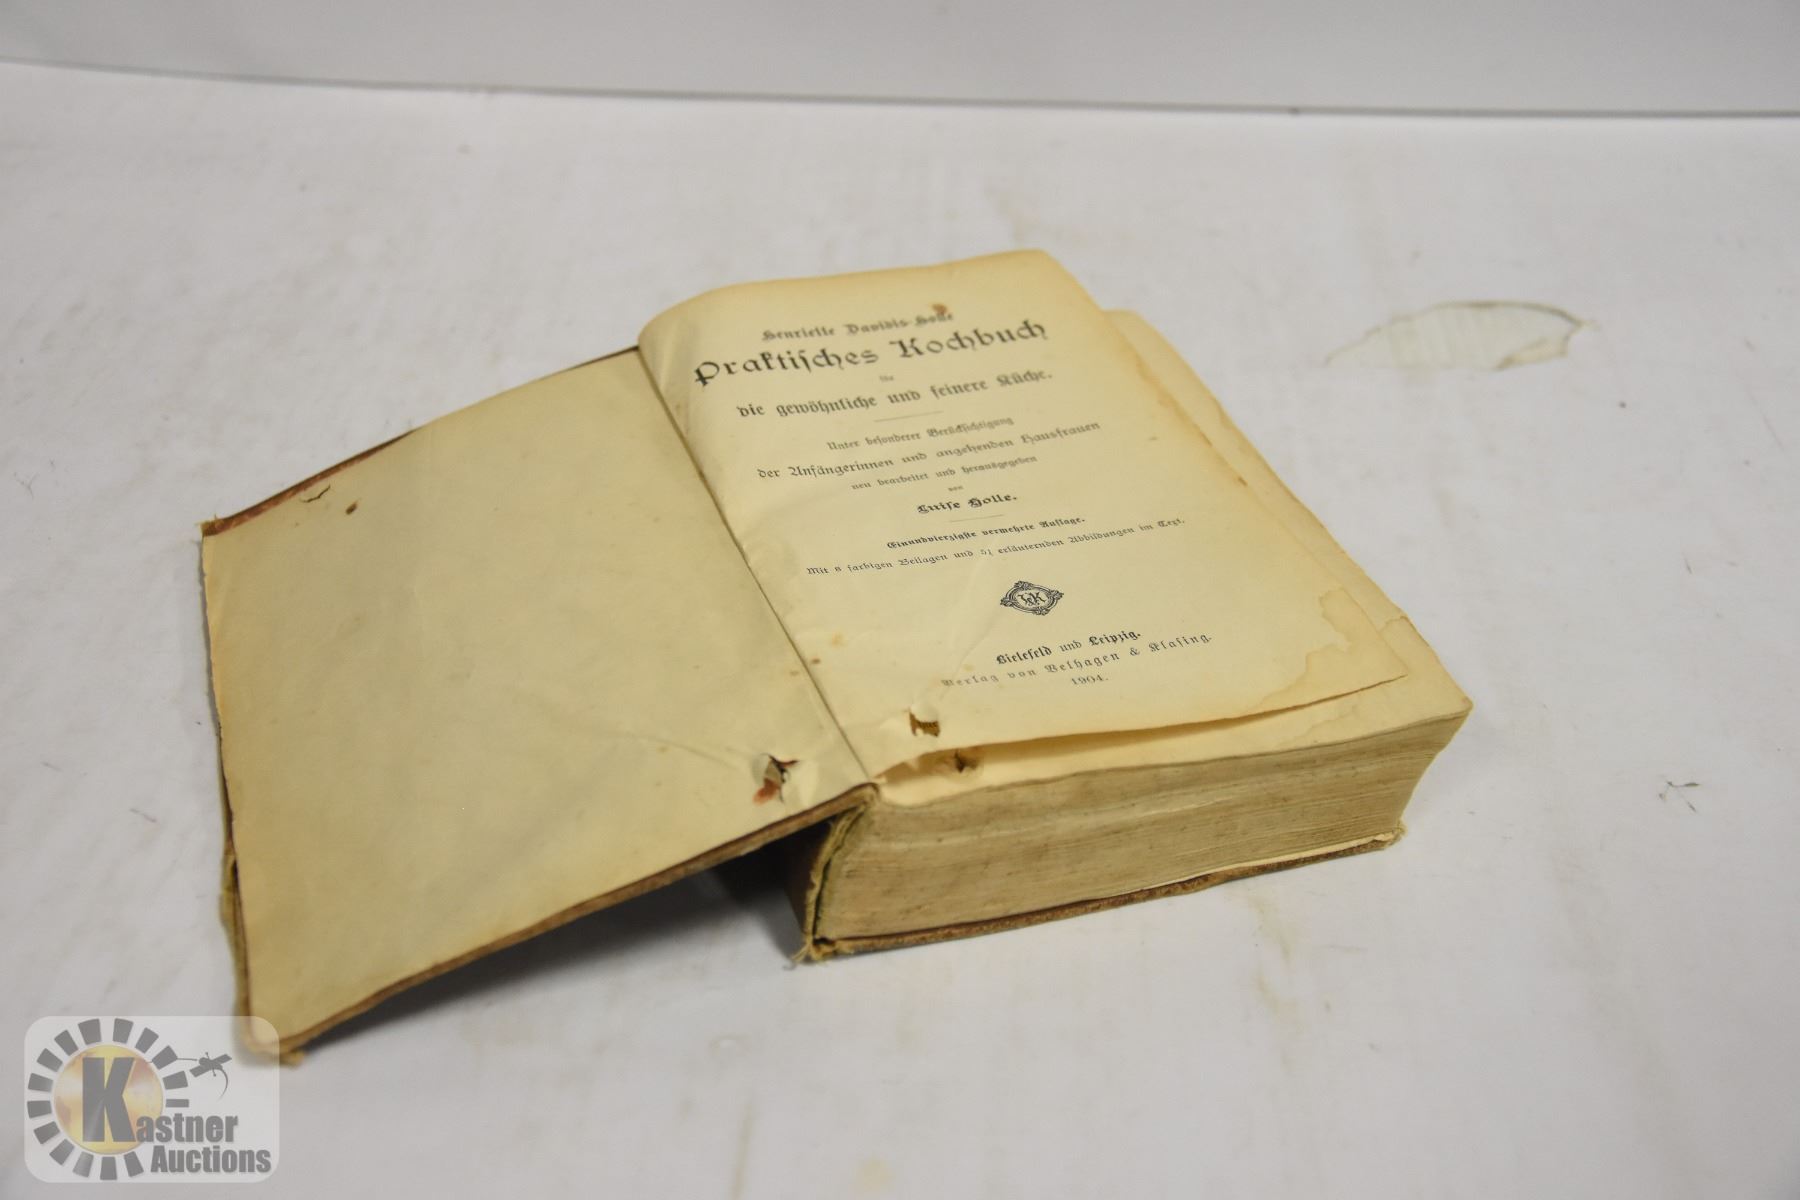 Henriette Davidis-Holle
Praktisches Kochbuch
für
die gewöhnliche und feinere Küche.
Unter besonderer Berücksichtigung
der Anfängerinnen und angehenden Hausfrauen
neu bearbeitet und herausgegeben
von
Luise Holle.
Einundvierzigste vermehrte Auflage.
Mit 8 farbigen Beilagen und 54 erläuternden Abbildungen im Text.
Bielefeld und Leipzig.
Verlag von Velhagen & Klasing.
1904.
Kastner
Auctions